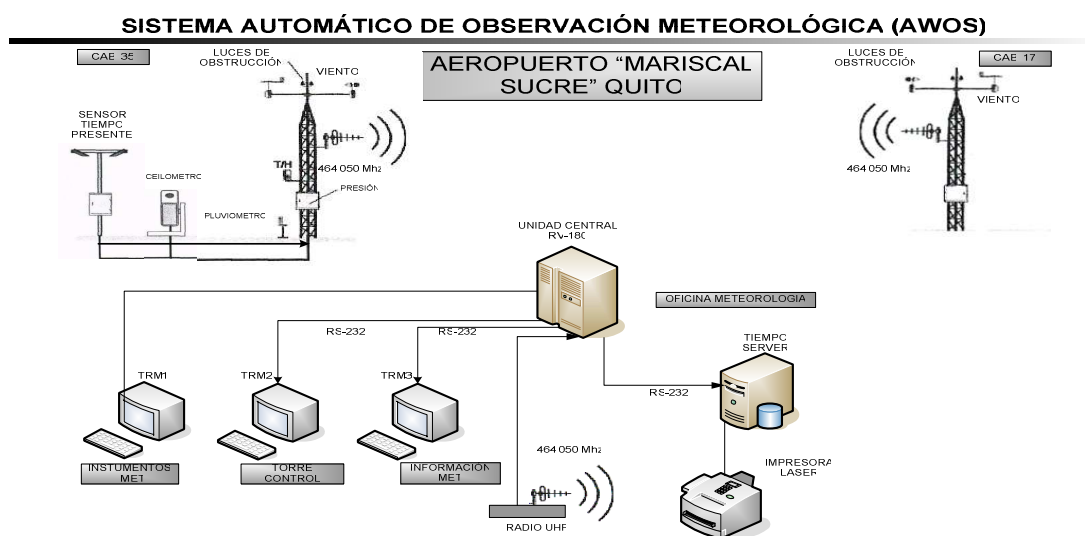 SISTEMA AUTOMÁTICO DE OBSERVACIÓN METEOROLÓGICA (AWOS)
CAE 35
LUCES DE
OBSTRUCCIÓN
VIENTO
AEROPUERTO “MARISCAL
SUCRE” QUITO
LUCES DE
OBSTRUCCIÓN
CAE 17
VIENTO
SENSOR
TIEMPO
PRESENTE
CEILOMETRO
T/H
464 050 Mhz
PRESIÓN
PLUVIOMETRO
464 050 Mhz
UNIDAD CENTRAL
RV-180
OFICINA METEOROLOGIA
RS-232
RS-232
TIEMPO
SERVER
TRM1
TRM2
TRM3
RS-232
INSTUMENTOS
MET
TORRE
CONTROL
INFORMACION
MET
464 050 Mhz
IMPRESORA
LASER
RADIO UHF